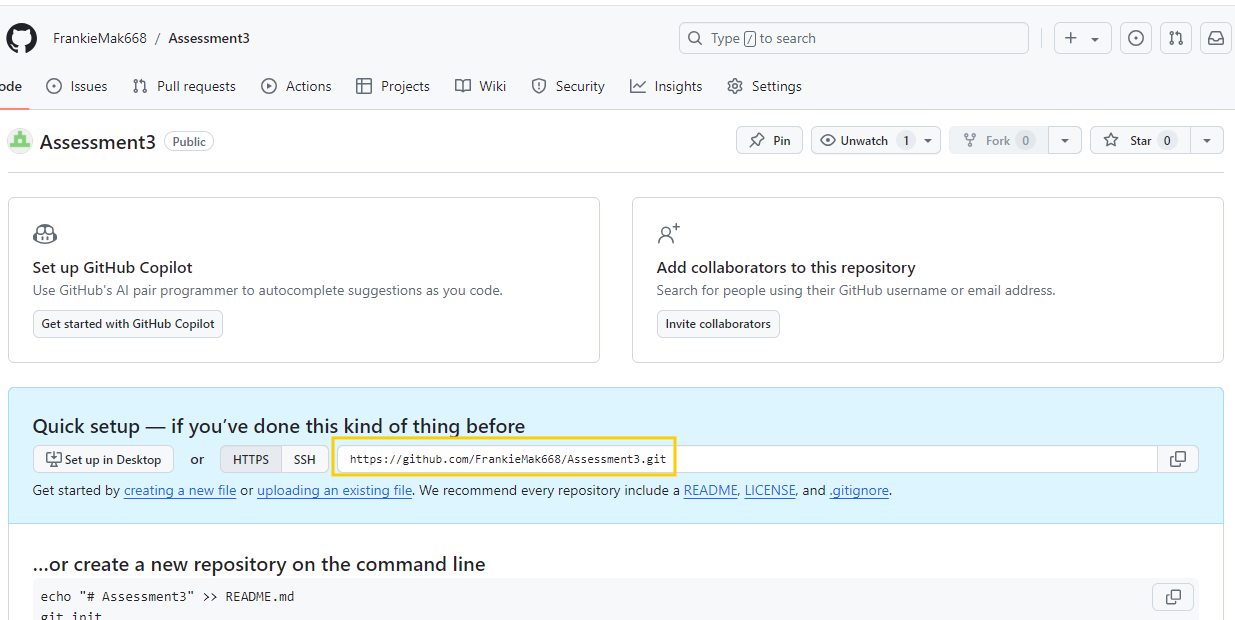 FrankieMak668 / Assessment3
Type / to search
ode Issues Pull requests Actions Projects Wiki Security Insights Settings
Assessment3 Public
Pin Unwatch 1 Fork 0 Star 0
Set up GitHub Copilot
Use GitHub's AI pair programmer to autocomplete suggestions as you code.
Get started with GitHub Copilot
Add collaborators to this repository
Search for people using their GitHub username or email address.
Invite collaborators
Quick setup — if you've done this kind of thing before
Set up in Desktop or HTTPS SSH https://github.com/FrankieMak668/Assessment3.git
Get started by creating a new file or uploading an existing file. We recommend every repository include a README, LICENSE, and .gitignore.
...or create a new repository on the command line
echo "# Assessment3" >> README.md
git init